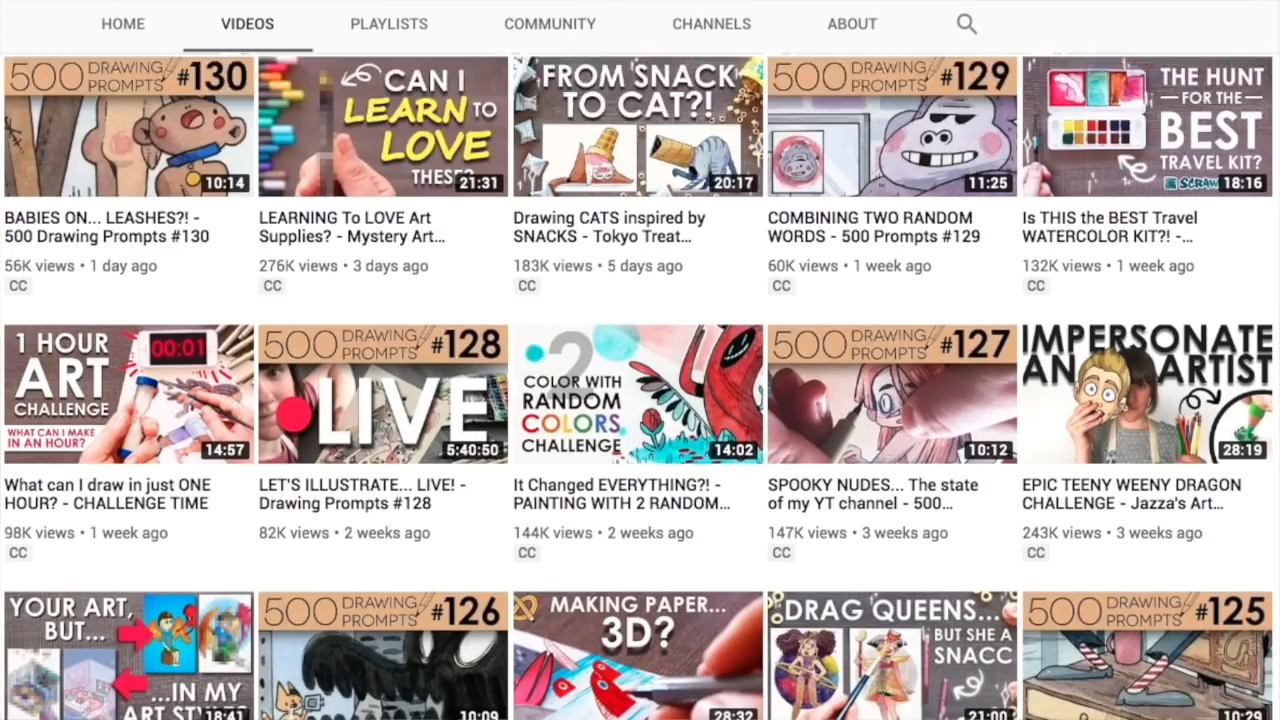 HOME VIDEOS PLAYLISTS COMMUNITY CHANNELS ABOUT
500 DRAWING PROMPTS #130
10:14
BABIES ON... LEASHES?! -
500 Drawing Prompts #130
56K views • 1 day ago
CC
CAN I
LEARN TO
LOVE
THESE?
21:31
LEARNING To LOVE Art
Supplies? - Mystery Art...
276K views • 3 days ago
CC
FROM SNACK
TO CAT?!
20:17
Drawing CATS inspired by
SNACKS - Tokyo Treat...
183K views • 5 days ago
CC
500 DRAWING PROMPTS #129
11:25
COMBINING TWO RANDOM
WORDS - 500 Prompts #129
60K views • 1 week ago
CC
THE HUNT
FOR THE
BEST
TRAVEL KIT?
18:16
Is THIS the BEST Travel
WATERCOLOR KIT?! -...
132K views • 1 week ago
CC
1 HOUR
ART
CHALLENGE
WHAT CAN I MAKE
IN AN HOUR?
00:01
14:57
What can I draw in just ONE
HOUR? - CHALLENGE TIME
98K views • 1 week ago
CC
500 DRAWING PROMPTS #128
LIVE
5:40:50
LET'S ILLUSTRATE... LIVE! -
Drawing Prompts #128
82K views • 2 weeks ago
2
COLOR WITH
RANDOM
COLORS
CHALLENGE
14:02
It Changed EVERYTHING?! -
PAINTING WITH 2 RANDOM...
144K views • 2 weeks ago
CC
500 DRAWING PROMPTS #127
10:12
SPOOKY NUDES... The state
of my YT channel - 500...
147K views • 3 weeks ago
CC
IMPERSONATE
AN ARTIST
28:19
EPIC TEENY WEENY DRAGON
CHALLENGE - Jazza's Art...
243K views • 3 weeks ago
CC
YOUR ART,
BUT...
...IN MY
ART STYLE
18:41
500 DRAWING PROMPTS #126
10:09
MAKING PAPER...
3D?
28:32
DRAG QUEENS...
BUT SHE A
SNACC
21:00
500 DRAWING PROMPTS #125
10:29